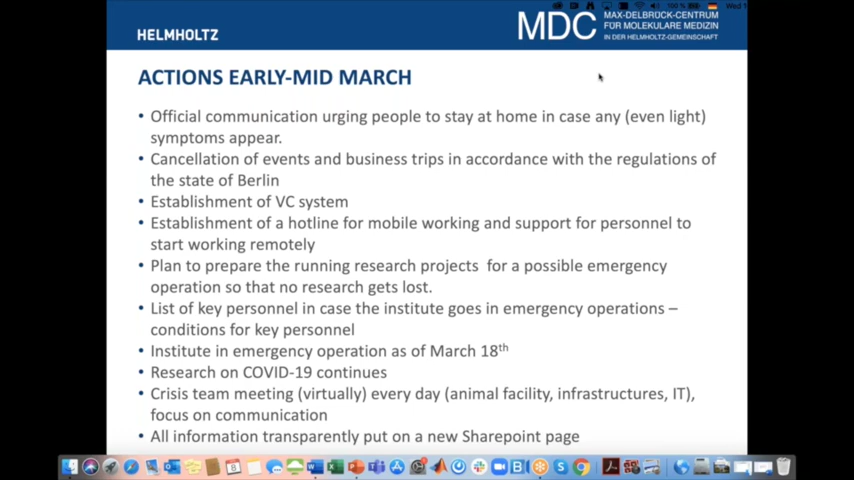 100 %
Wed 1
HELMHOLTZ
MDC
MAX-DELBRÜCK-CENTRUM
FÜR MOLEKULARE MEDIZIN
IN DER HELMHOLTZ-GEMEINSCHAFT
ACTIONS EARLY-MID MARCH
• Official communication urging people to stay at home in case any (even light)
symptoms appear.
• Cancellation of events and business trips in accordance with the regulations of
the state of Berlin
• Establishment of VC system
• Establishment of a hotline for mobile working and support for personnel to
start working remotely
• Plan to prepare the running research projects for a possible emergency
operation so that no research gets lost.
• List of key personnel in case the institute goes in emergency operations –
conditions for key personnel
• Institute in emergency operation as of March 18th
• Research on COVID-19 continues
• Crisis team meeting (virtually) every day (animal facility, infrastructures, IT),
focus on communication
• All information transparently put on a new Sharepoint page